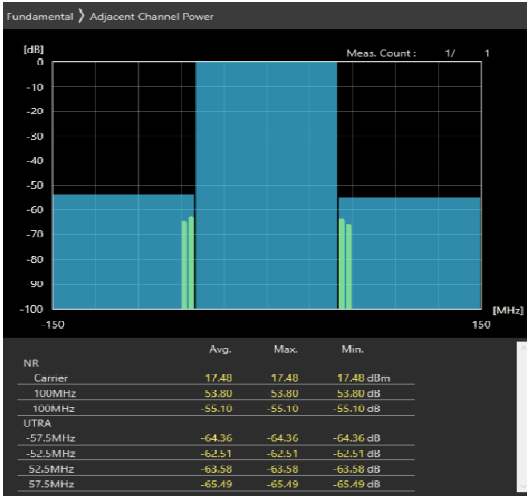 Fundamental ❯ Adjacent Channel Power
[dB] Meas. Count : 1/ 1
0
-10
-20
-30
-40
-50
-60
-70
-80
90
-100 [MHz]
-150 150
Avg. Max. Min.
NR
Carrier 17.48 17.48 17.48 dBm
100MHz 53.80 53.80 53.80 dB
100MHz -55.10 -55.10 -55.10 dB
UTRA
-57.5MHz -64.36 -64.36 -64.36 dB
-52.5MHz -62.51 -62.51 -62.51 dB
52.5MHz -63.58 -63.58 -63.58 dB
57.5MHz -65.49 -65.49 -65.49 dB